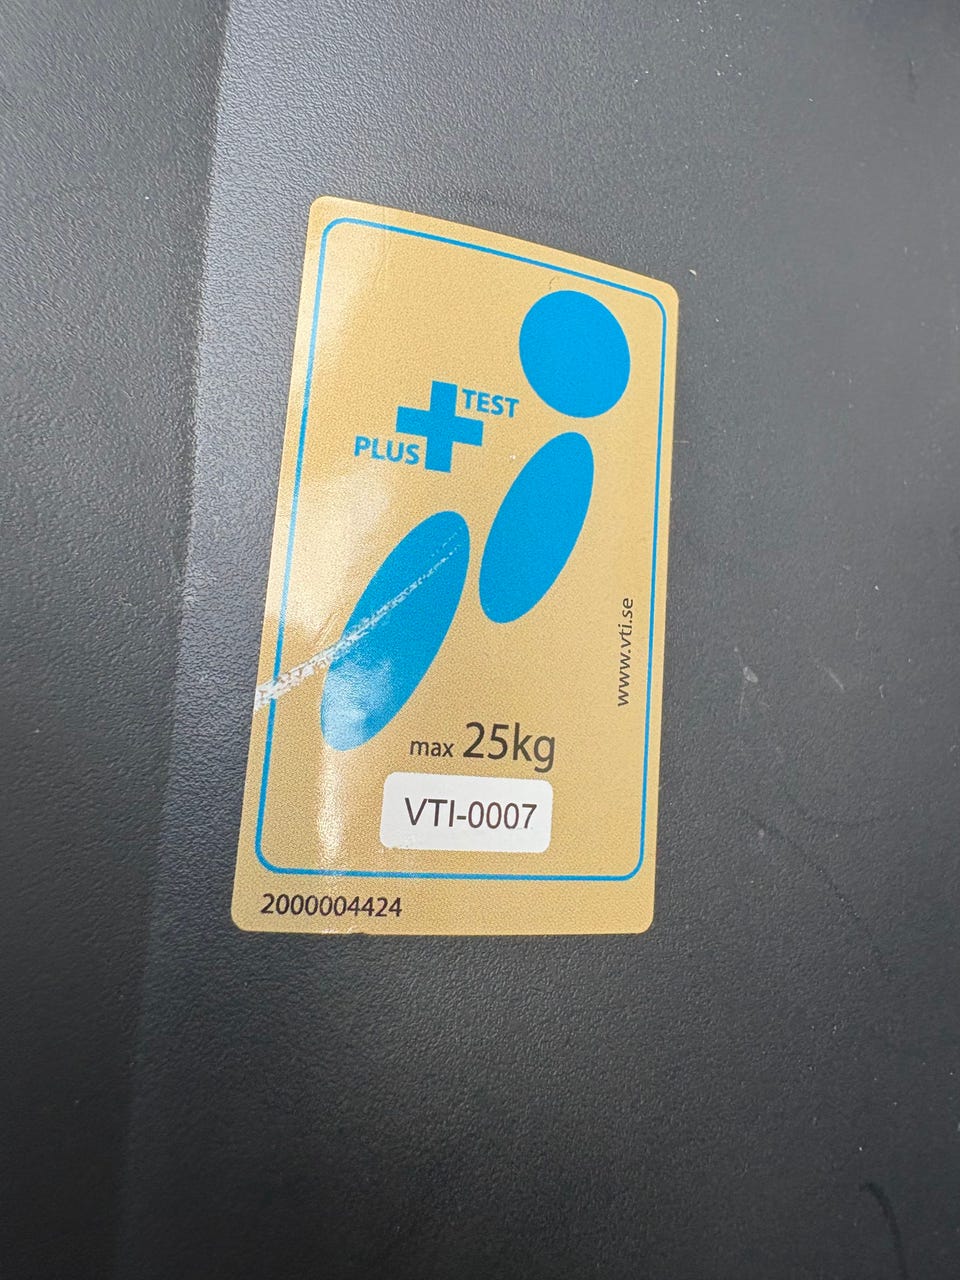 TEST
PLUS
www.vti.se
max 25kg
VTI-0007
2000004424